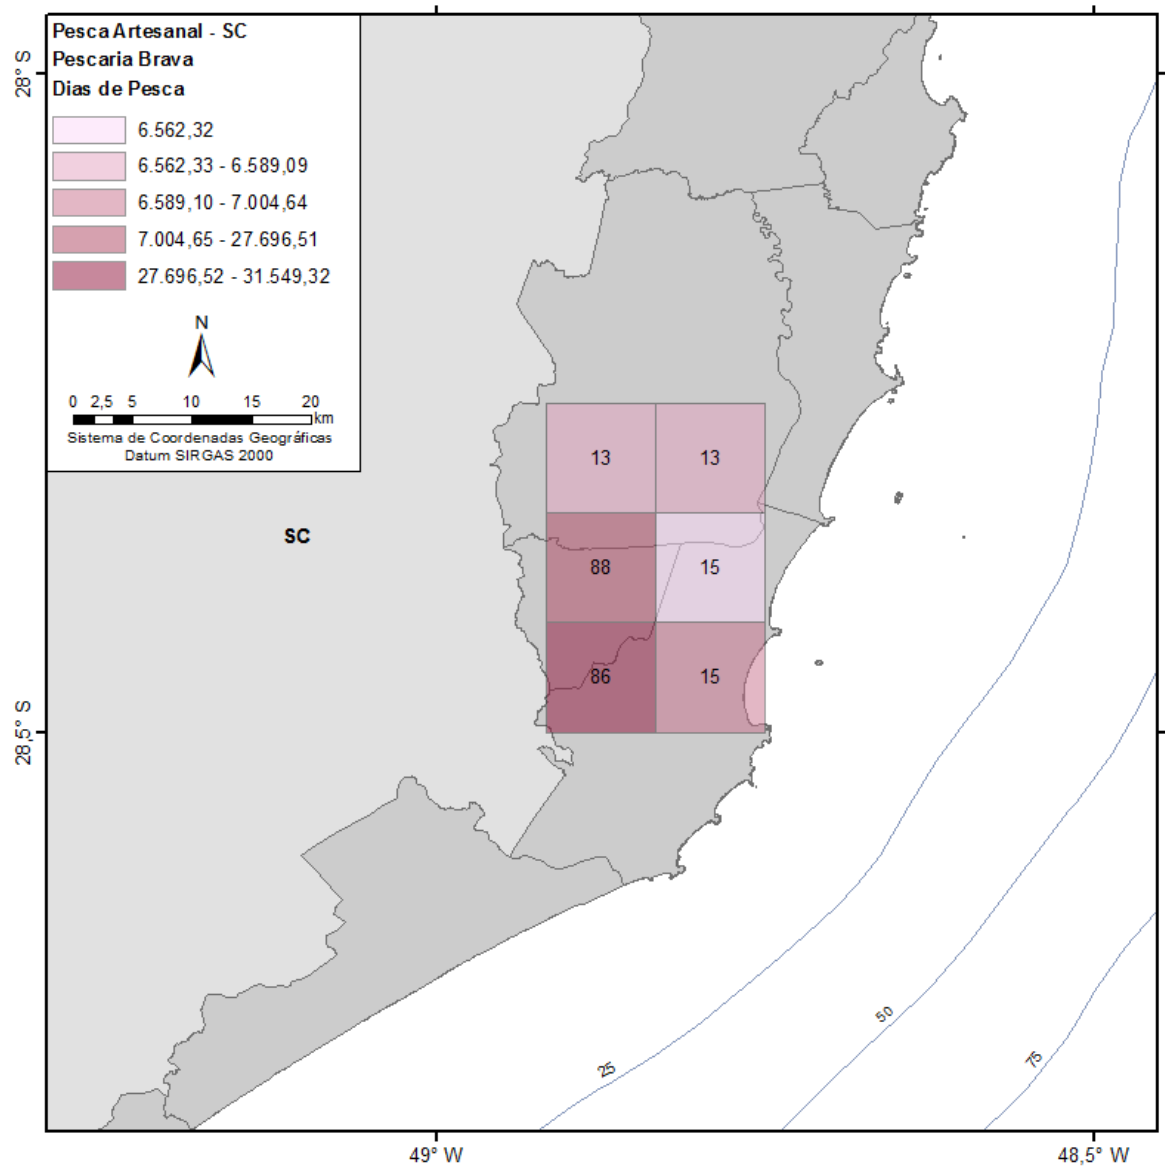 Pesca Artesanal - SC
Pescaria Brava
Dias de Pesca
6.562,32
6.562,33 - 6.589,09
6.589,10 - 7.004,64
7.004,65 - 27.696,51
27.696,52 - 31.549,32
N
0 2,5 5 10 15 20
km
Sistema de Coordenadas Geográficas
Datum SIRGAS 2000
28° S
28,5° S
SC
13 13
88 15
86 15
25
50
75
49° W
48,5° W